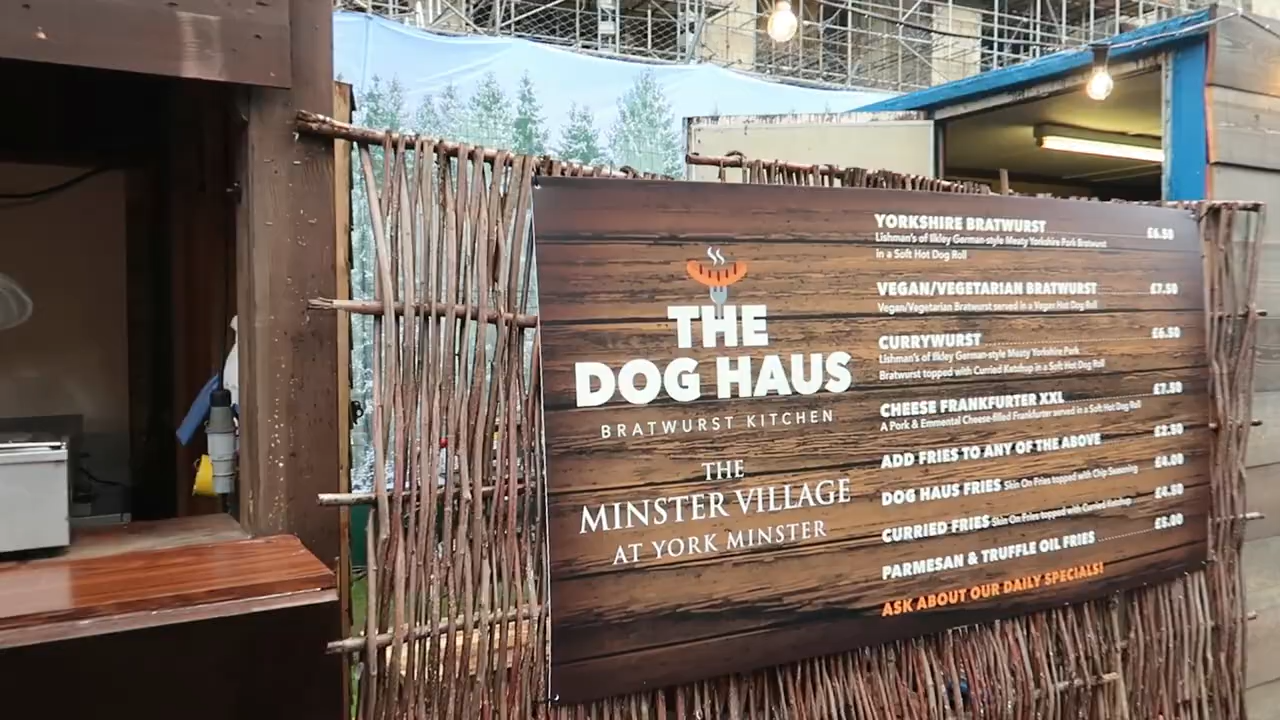 THE
DOG HAUS
BRATWURST KITCHEN
THE
MINSTER VILLAGE
AT YORK MINSTER
YORKSHIRE BRATWURST £6.50
Lishman's of Ilkley German-style Meaty Yorkshire Pork Bratwurst
in a Soft Hot Dog Roll
VEGAN/VEGETARIAN BRATWURST £7.50
Vegan/Vegetarian Bratwurst served in a Vegan Hot Dog Roll
CURRYWURST £6.50
Lishman's of Ilkley German-style Meaty Yorkshire Pork
Bratwurst topped with Curried Ketchup in a Soft Hot Dog Roll
CHEESE FRANKFURTER XXL £7.50
A Pork & Emmental Cheese-filled Frankfurter served in a Soft Hot Dog Roll
ADD FRIES TO ANY OF THE ABOVE £2.50
DOG HAUS FRIES Skin On Fries topped with Chip Seasoning £4.00
CURRIED FRIES Skin On Fries topped with Curried Ketchup £4.50
PARMESAN & TRUFFLE OIL FRIES £5.00
ASK ABOUT OUR DAILY SPECIALS!